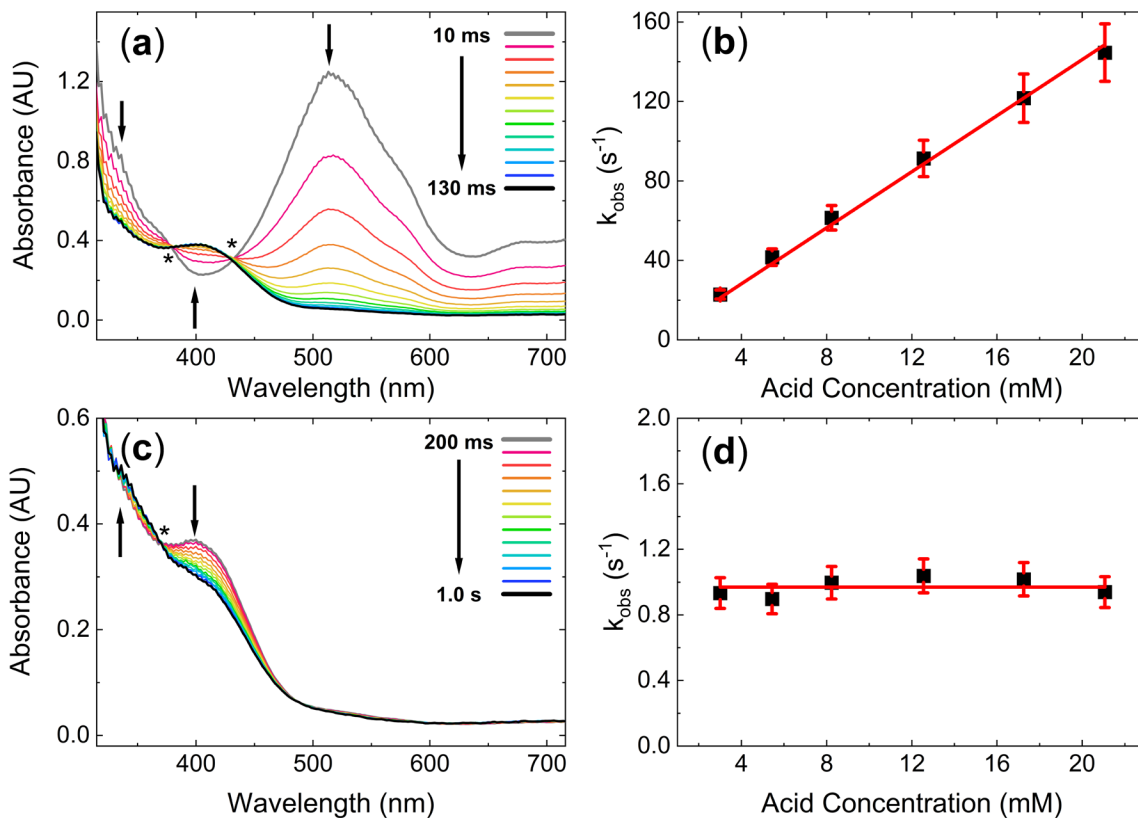 (a)
10 ms
130 ms
*
*
1.2
0.8
0.4
0.0
Absorbance (AU)
400
500
600
700
Wavelength (nm)
(b)
160
120
80
40
0
k_obs (s⁻¹)
4
8
12
16
20
Acid Concentration (mM)
(c)
200 ms
1.0 s
*
0.6
0.4
0.2
0.0
Absorbance (AU)
400
500
600
700
Wavelength (nm)
(d)
2.0
1.6
1.2
0.8
0.4
0.0
k_obs (s⁻¹)
4
8
12
16
20
Acid Concentration (mM)